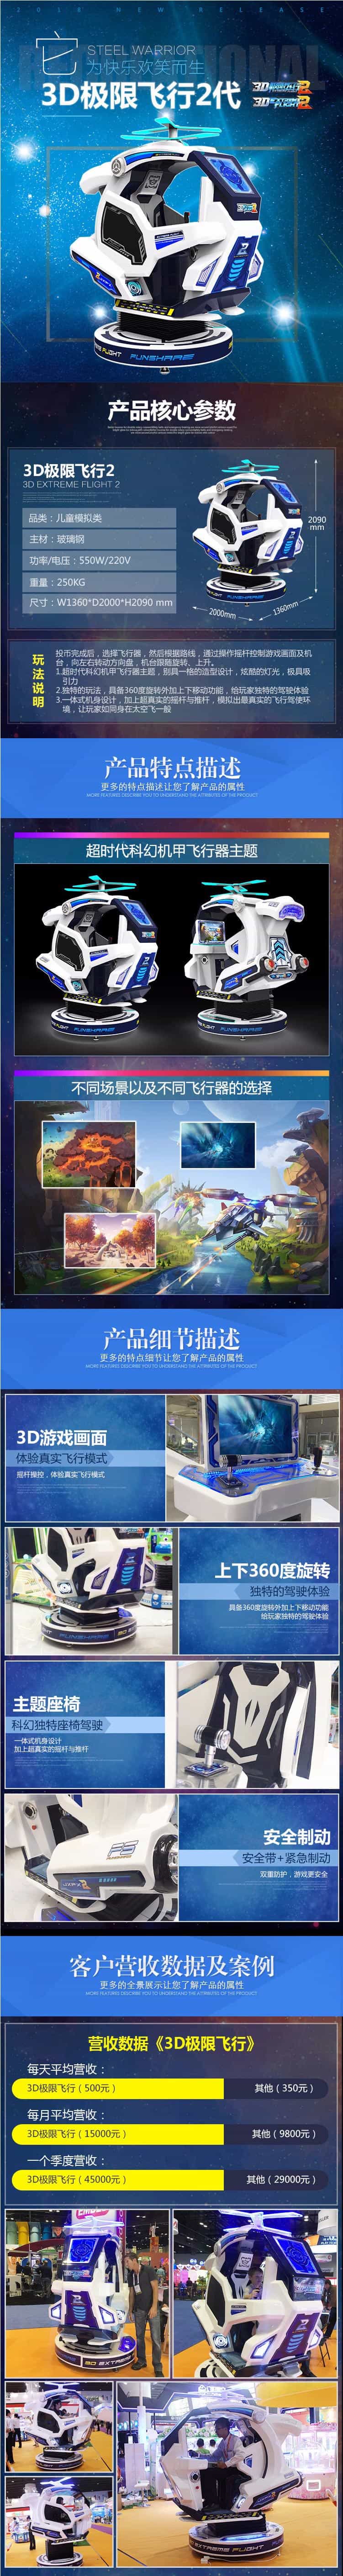 2018 NEW RELEASE
STEEL WARRIOR
为快乐欢笑而生
3D极限飞行2代
3D EXTREME FLIGHT 2
FUNSHARE
产品核心参数
3D极限飞行2
3D EXTREME FLIGHT 2
品类：儿童模拟类
主材：玻璃钢
功率/电压：550W/220V
重量：250KG
尺寸：W1360*D2000*H2090 mm
2090
mm
2000mm
1360mm
玩法说明
投币完成后，选择飞行器，然后根据路线，通过操作摇杆控制游戏画面及机
台，向左右转动方向盘，机台跟随旋转、上升。
1.超时代科幻机甲飞行器主题，别具一格的造型设计，炫酷的灯光，极具吸
引力
2.独特的玩法，具备360度旋转外加上下移动功能，给玩家独特的驾驶体验
3.一体式机身设计，加上超真实的摇杆与推杆，模拟出最真实的飞行驾使环
境，让玩家如同身在太空飞一般
产品特点描述
更多的特点描述让您了解产品的属性
MORE FEATURES DESCRIBE YOU TO UNDERSTAND THE ATTRIBUTES OF THE PRODUCT
超时代科幻机甲飞行器主题
FUNSHARE
FUNSHARE
不同场景以及不同飞行器的选择
产品细节描述
更多的特点细节让您了解产品的属性
MORE FEATURES DESCRIBE YOU TO UNDERSTAND THE ATTRIBUTES OF THE PRODUCT
3D游戏画面
体验真实飞行模式
摇杆操控，体验真实飞行模式
上下360度旋转
独特的驾驶体验
具备360度旋转外加上下移动功能
给玩家独特的驾驶体验
主题座椅
科幻独特座椅驾驶
一体式机身设计
加上超真实的摇杆与推杆
安全制动
安全带+紧急制动
双重防护，游戏更安全
客户营收数据及案例
更多的全景展示让您了解产品的属性
MORE FEATURES DESCRIBE YOU TO UNDERSTAND THE ATTRIBUTES OF THE PRODUCT
营收数据《3D极限飞行》
每天平均营收：
3D极限飞行（500元）
其他（350元）
每月平均营收：
3D极限飞行（15000元）
其他（9800元）
一个季度营收：
3D极限飞行（45000元）
其他（29000元）
3D EXTREME
EXTREME FLIGHT